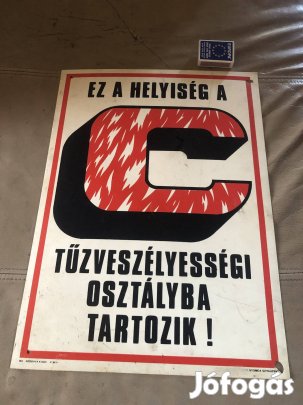 EZ A HELYISÉG A
C
TŰZVESZÉLYESSÉGI
OSZTÁLYBA
TARTOZIK !
Jófogás